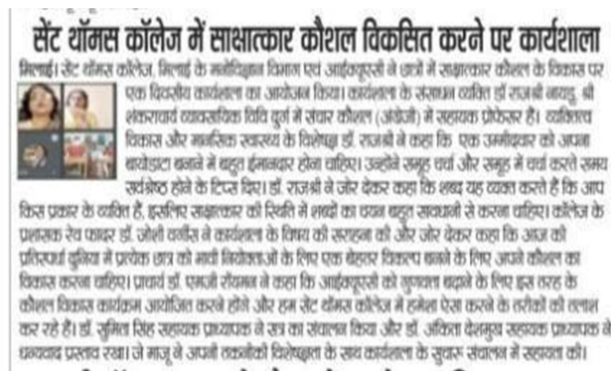 सेंट थॉमस कॉलेज में साक्षात्कार कौशल विकसित करने पर कार्यशाला
भिलाई। सेंट थॉमस कॉलेज, भिलाई के मनोविज्ञान विभाग एवं आईक्यूएसी ने छात्रों में साक्षात्कार कौशल के विकास पर
एक दिवसीय कार्यशाला का आयोजन किया। कार्यशाला के संसाधन व्यक्ति डॉ राजश्री नायडू, श्री
शंकराचार्य व्यावसायिक विवि दुर्ग में संचार कौशल (अंग्रेजी) में सहायक प्रोफेसर हैं। व्यक्तित्व
विकास और मानसिक स्वास्थ्य के विशेषज्ञ डॉ. राजश्री ने कहा कि एक उम्मीदवार को अपना
बायोडाटा बनाने में बहुत ईमानदार होना चाहिए। उन्होंने समूह चर्चा और समूह में चर्चा करते समय
सर्वश्रेष्ठ होने के टिप्स दिए। डॉ. राजश्री ने जोर देकर कहा कि शब्द यह व्यक्त करते हैं कि आप
किस प्रकार के व्यक्ति हैं, इसलिए साक्षात्कार की स्थिति में शब्दों का चयन बहुत सावधानी से करना चाहिए। कॉलेज के
प्रशासक रेव फादर डॉ. जोशी वर्गीस ने कार्यशाला के विषय की सराहना की और जोर देकर कहा कि आज की
प्रतिस्पर्धी दुनिया में प्रत्येक छात्र को भावी नियोक्ताओं के लिए एक बेहतर विकल्प बनने के लिए अपने कौशल का
विकास करना चाहिए। प्राचार्य डॉ. एमजी रॉयमन ने कहा कि आईक्यूएसी को गुणवत्ता बढ़ाने के लिए इस तरह के
कौशल विकास कार्यक्रम आयोजित करने होंगे और हम सेंट थॉमस कॉलेज में हमेशा ऐसा करने के तरीकों की तलाश
कर रहे हैं। डॉ. सुमिता सिंह सहायक प्राध्यापक ने सत्र का संचालन किया और डॉ. अंकिता देशमुख सहायक प्राध्यापक ने
धन्यवाद प्रस्ताव रखा। जे माजू ने अपनी तकनीकी विशेषज्ञता के साथ कार्यशाला के सुचारू संचालन में सहायता की।